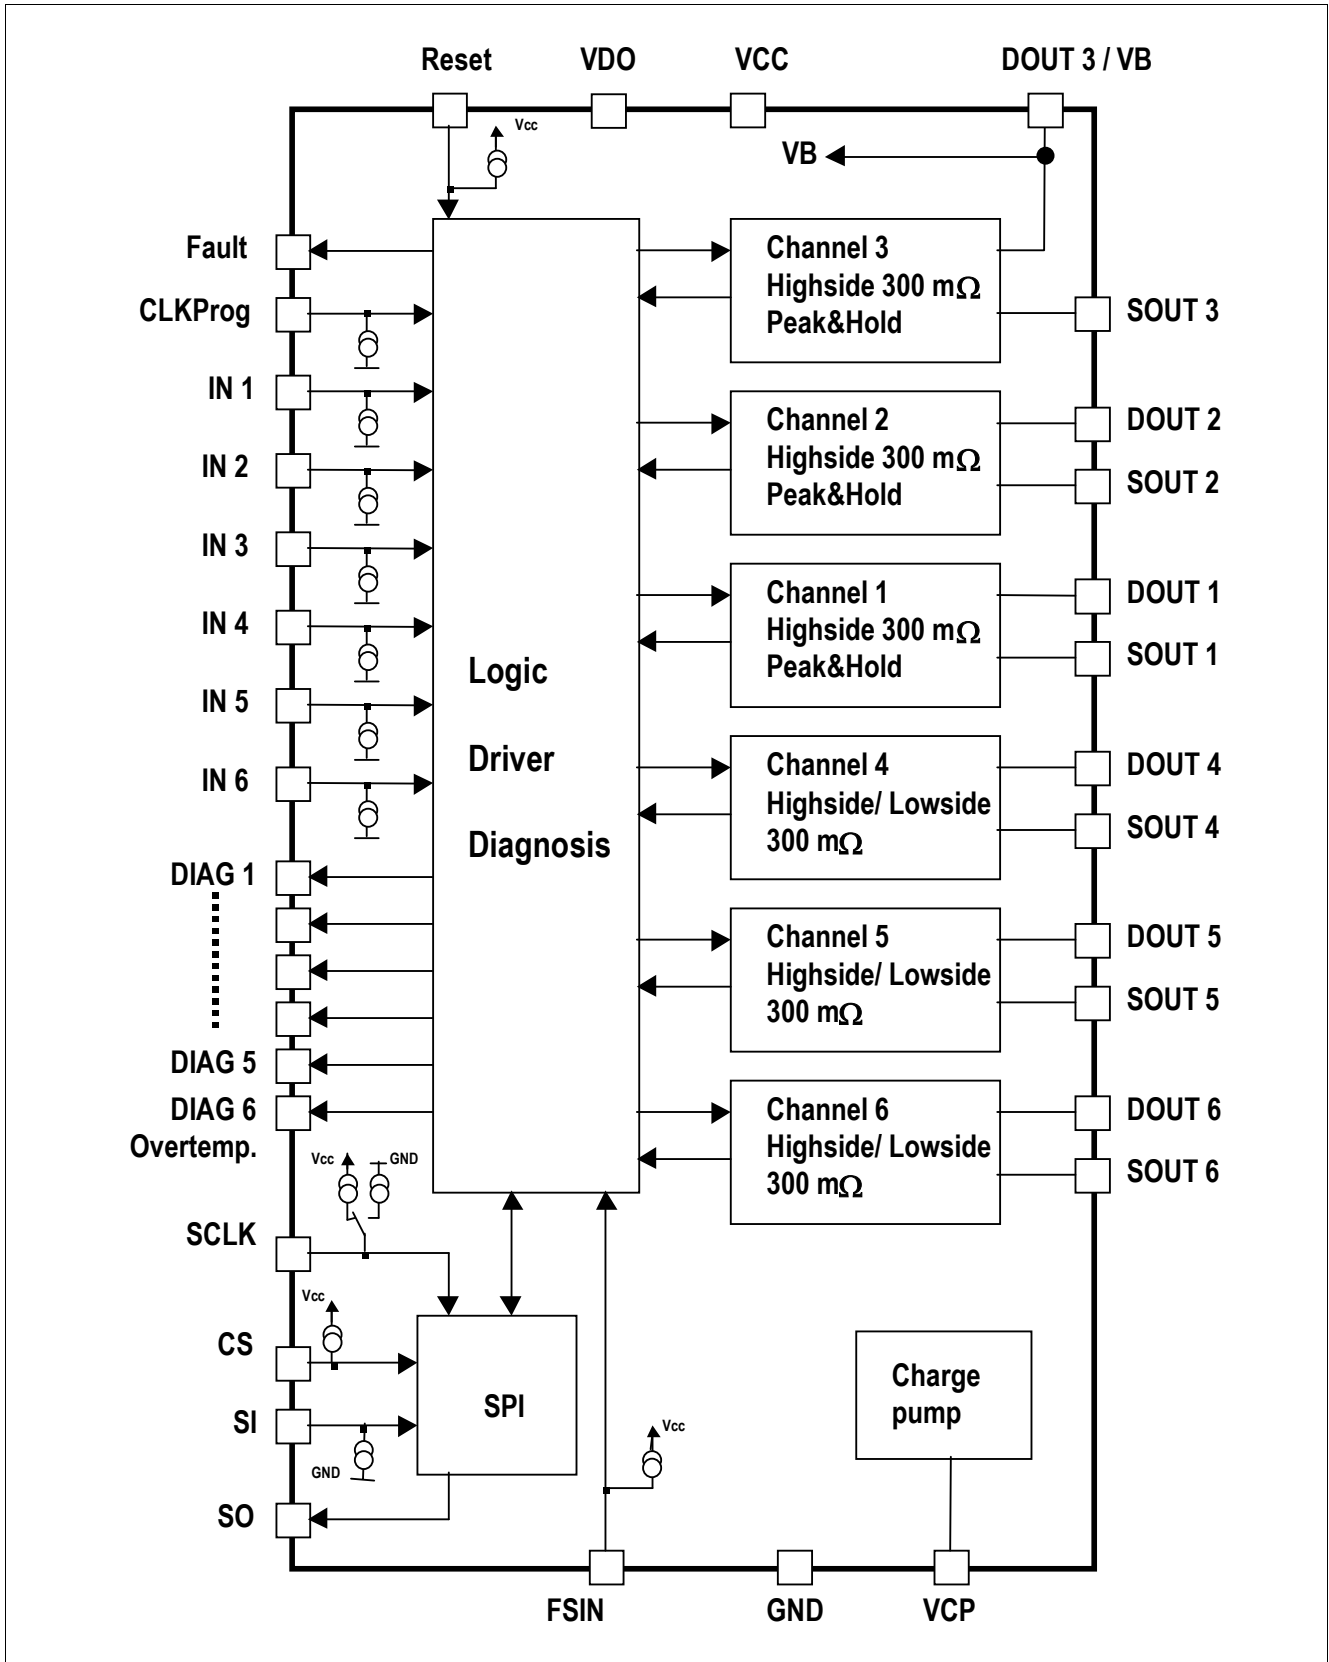 Reset
VDO
VCC
DOUT 3 / VB
Vcc
VB
Fault
CLKProg
IN 1
IN 2
IN 3
IN 4
IN 5
IN 6
DIAG 1
DIAG 5
DIAG 6
Overtemp.
Logic
Driver
Diagnosis
Channel 3
Highside 300 mΩ
Peak&Hold
SOUT 3
Channel 2
Highside 300 mΩ
Peak&Hold
DOUT 2
SOUT 2
Channel 1
Highside 300 mΩ
Peak&Hold
DOUT 1
SOUT 1
Channel 4
Highside/ Lowside
300 mΩ
DOUT 4
SOUT 4
Channel 5
Highside/ Lowside
300 mΩ
DOUT 5
SOUT 5
Channel 6
Highside/ Lowside
300 mΩ
DOUT 6
SOUT 6
Vcc
GND
SCLK
Vcc
CS
SI
GND
SO
SPI
Vcc
Charge
pump
FSIN
GND
VCP